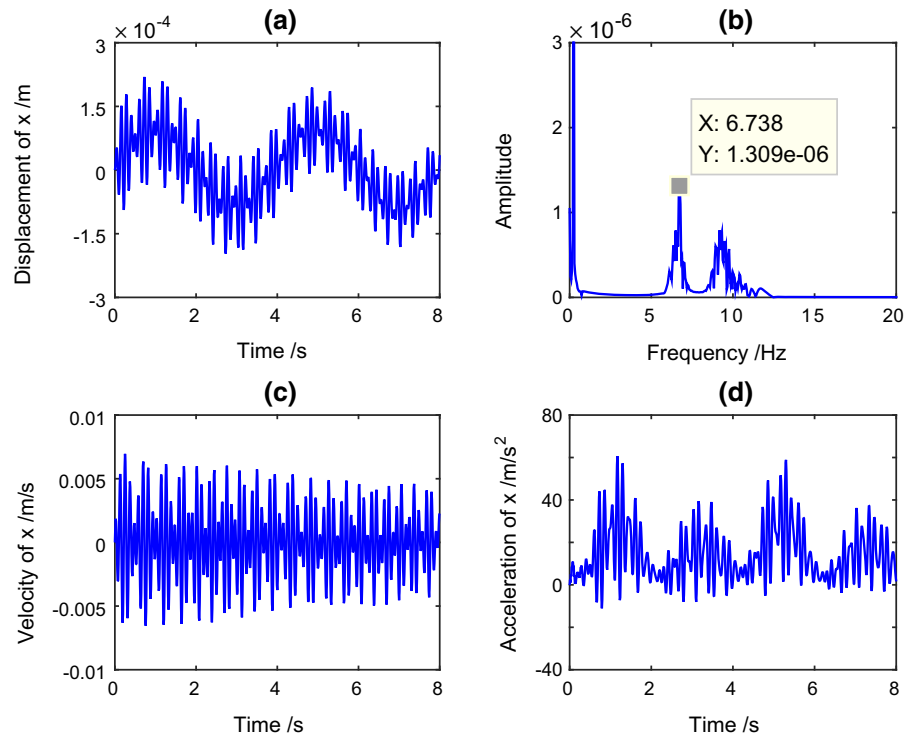 (a)
× 10⁻⁴
3
1.5
0
-1.5
-3
Displacement of x /m
0 2 4 6 8
Time /s
(b)
× 10⁻⁶
3
2
1
0
Amplitude
X: 6.738
Y: 1.309e-06
0 5 10 15 20
Frequency /Hz
(c)
0.01
0.005
0
-0.005
-0.01
Velocity of x /m/s
0 2 4 6 8
Time /s
(d)
80
40
0
-40
Acceleration of x /m/s²
0 2 4 6 8
Time /s